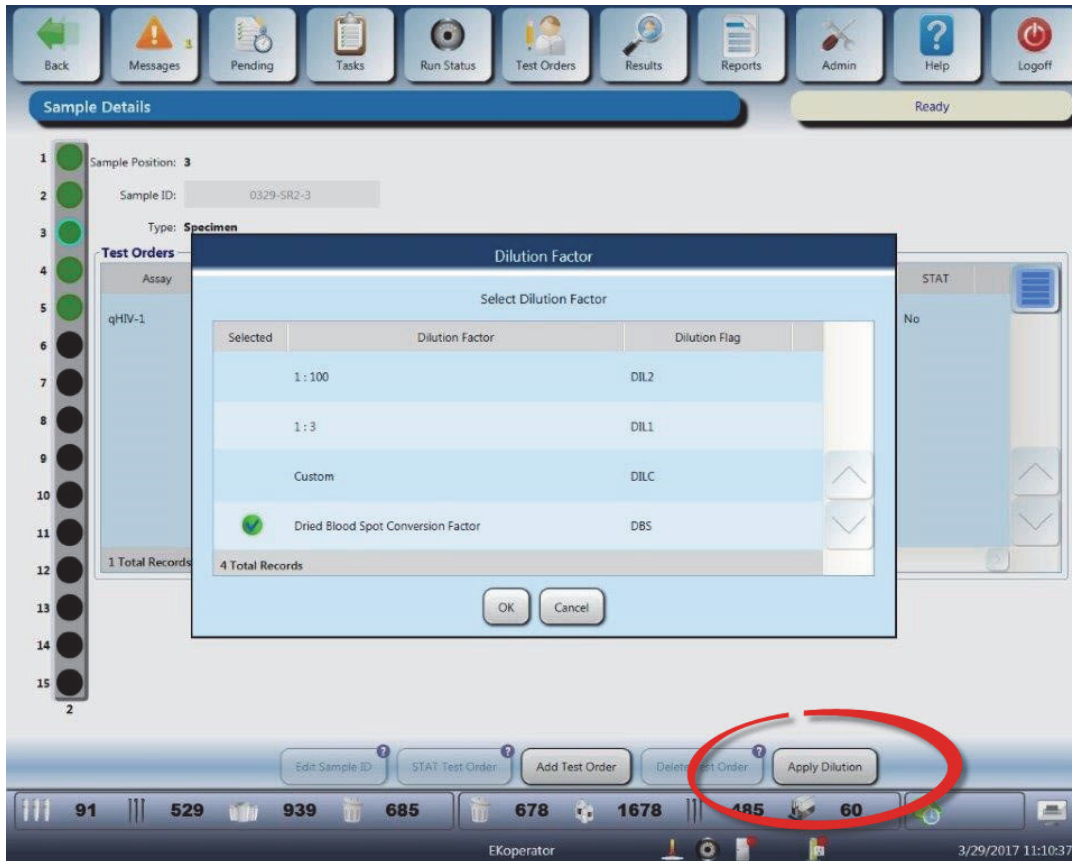 Back
Messages
3
Pending
Tasks
Run Status
Test Orders
Results
Reports
Admin
?
Help
Logoff
Sample Details
Ready
1
2
3
4
5
6
7
8
9
10
11
12
13
14
15
2
Sample Position: 3
Sample ID: 0329-SR2-3
Type: Specimen
Test Orders
Assay STAT
qHIV-1 No
1 Total Records
Dilution Factor
Select Dilution Factor
Selected Dilution Factor Dilution Flag
1 : 100 DIL2
1 : 3 DIL1
Custom DILC
Dried Blood Spot Conversion Factor DBS
4 Total Records
OK Cancel
Edit Sample ID ? STAT Test Order ? Add Test Order Delete Test Order ? Apply Dilution
91 529 939 685 678 1678 485 60
EKoperator 3/29/2017 11:10:37